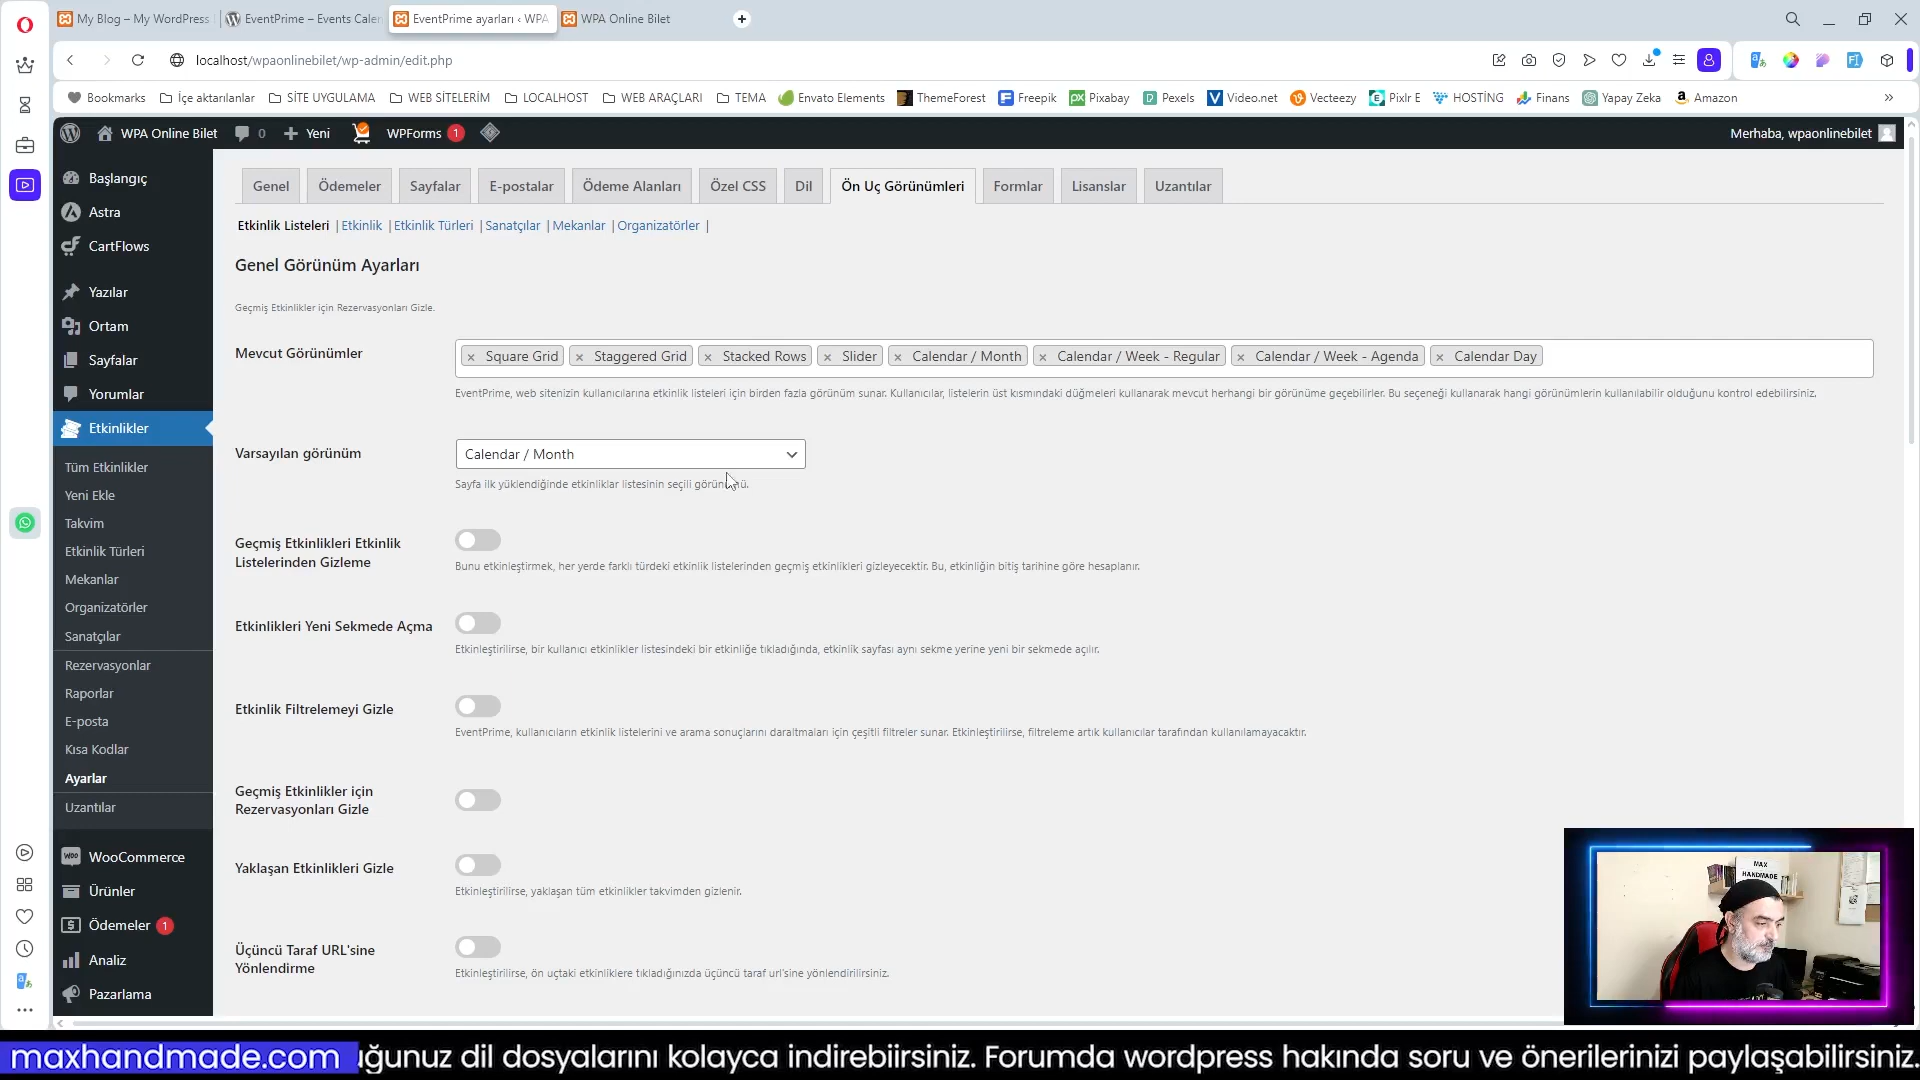 My Blog – My WordPress
EventPrime – Events Calen
EventPrime ayarları ‹ WPA
WPA Online Bilet
localhost/wpaonlinebilet/wp-admin/edit.php
Bookmarks
İçe aktarılanlar
SİTE UYGULAMA
WEB SİTELERİM
LOCALHOST
WEB ARAÇLARI
TEMA
Envato Elements
ThemeForest
Freepik
Pixabay
Pexels
Video.net
Vecteezy
Pixlr E
HOSTİNG
Finans
Yapay Zeka
Amazon
WPA Online Bilet
0
Yeni
WPForms 1
Merhaba, wpaonlinebilet
Başlangıç
Astra
CartFlows
Yazılar
Ortam
Sayfalar
Yorumlar
Etkinlikler
Tüm Etkinlikler
Yeni Ekle
Takvim
Etkinlik Türleri
Mekanlar
Organizatörler
Sanatçılar
Rezervasyonlar
Raporlar
E-posta
Kısa Kodlar
Ayarlar
Uzantılar
WooCommerce
Ürünler
Ödemeler 1
Analiz
Pazarlama
Genel
Ödemeler
Sayfalar
E-postalar
Ödeme Alanları
Özel CSS
Dil
Ön Uç Görünümleri
Formlar
Lisanslar
Uzantılar
Etkinlik Listeleri | Etkinlik | Etkinlik Türleri | Sanatçılar | Mekanlar | Organizatörler |
Genel Görünüm Ayarları
Geçmiş Etkinlikler için Rezervasyonları Gizle.
Mevcut Görünümler
× Square Grid × Staggered Grid × Stacked Rows × Slider × Calendar / Month × Calendar / Week - Regular × Calendar / Week - Agenda × Calendar Day
EventPrime, web sitenizin kullanıcılarına etkinlik listeleri için birden fazla görünüm sunar. Kullanıcılar, listelerin üst kısmındaki düğmeleri kullanarak mevcut herhangi bir görünüme geçebilirler. Bu seçeneği kullanarak hangi görünümlerin kullanılabilir olduğunu kontrol edebilirsiniz.
Varsayılan görünüm
Calendar / Month
Sayfa ilk yüklendiğinde etkinlikler listesinin seçili görünümü.
Geçmiş Etkinlikleri Etkinlik
Listelerinden Gizleme
Bunu etkinleştirmek, her yerde farklı türdeki etkinlik listelerinden geçmiş etkinlikleri gizleyecektir. Bu, etkinliğin bitiş tarihine göre hesaplanır.
Etkinlikleri Yeni Sekmede Açma
Etkinleştirilirse, bir kullanıcı etkinlikler listesindeki bir etkinliğe tıkladığında, etkinlik sayfası aynı sekme yerine yeni bir sekmede açılır.
Etkinlik Filtrelemeyi Gizle
EventPrime, kullanıcıların etkinlik listelerini ve arama sonuçlarını daraltmaları için çeşitli filtreler sunar. Etkinleştirilirse, filtreleme artık kullanıcılar tarafından kullanılamayacaktır.
Geçmiş Etkinlikler için
Rezervasyonları Gizle
Yaklaşan Etkinlikleri Gizle
Etkinleştirilirse, yaklaşan tüm etkinlikler takvimden gizlenir.
Üçüncü Taraf URL'sine
Yönlendirme
Etkinleştirilirse, ön uçtaki etkinliklere tıkladığınızda üçüncü taraf url'sine yönlendirilirsiniz.
MAX
HANDMADE
maxhandmade.com
uğunuz dil dosyalarını kolayca indirebiirsiniz. Forumda wordpress hakında soru ve önerilerinizi paylaşabilirsiniz.